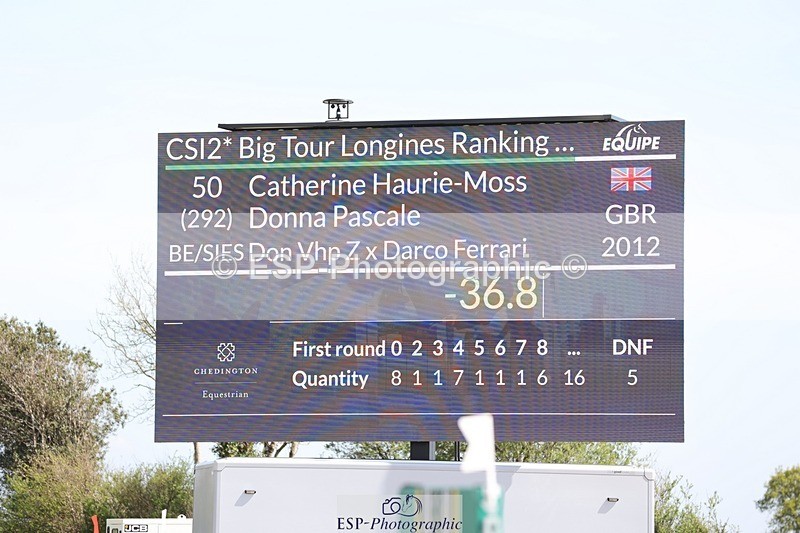 CSI2* Big Tour Longines Ranking ... EQUIPE
50 Catherine Haurie-Moss
(292) Donna Pascale GBR
BE/SIFS Don Vhp Z x Darco Ferrari 2012
© ESP-Photographic ©
-36.8
First round 0 2 3 4 5 6 7 8 ... DNF
Quantity 8 1 1 7 1 1 1 6 16 5
CHEDINGTON
Equestrian
ESP-Photographic
JCB